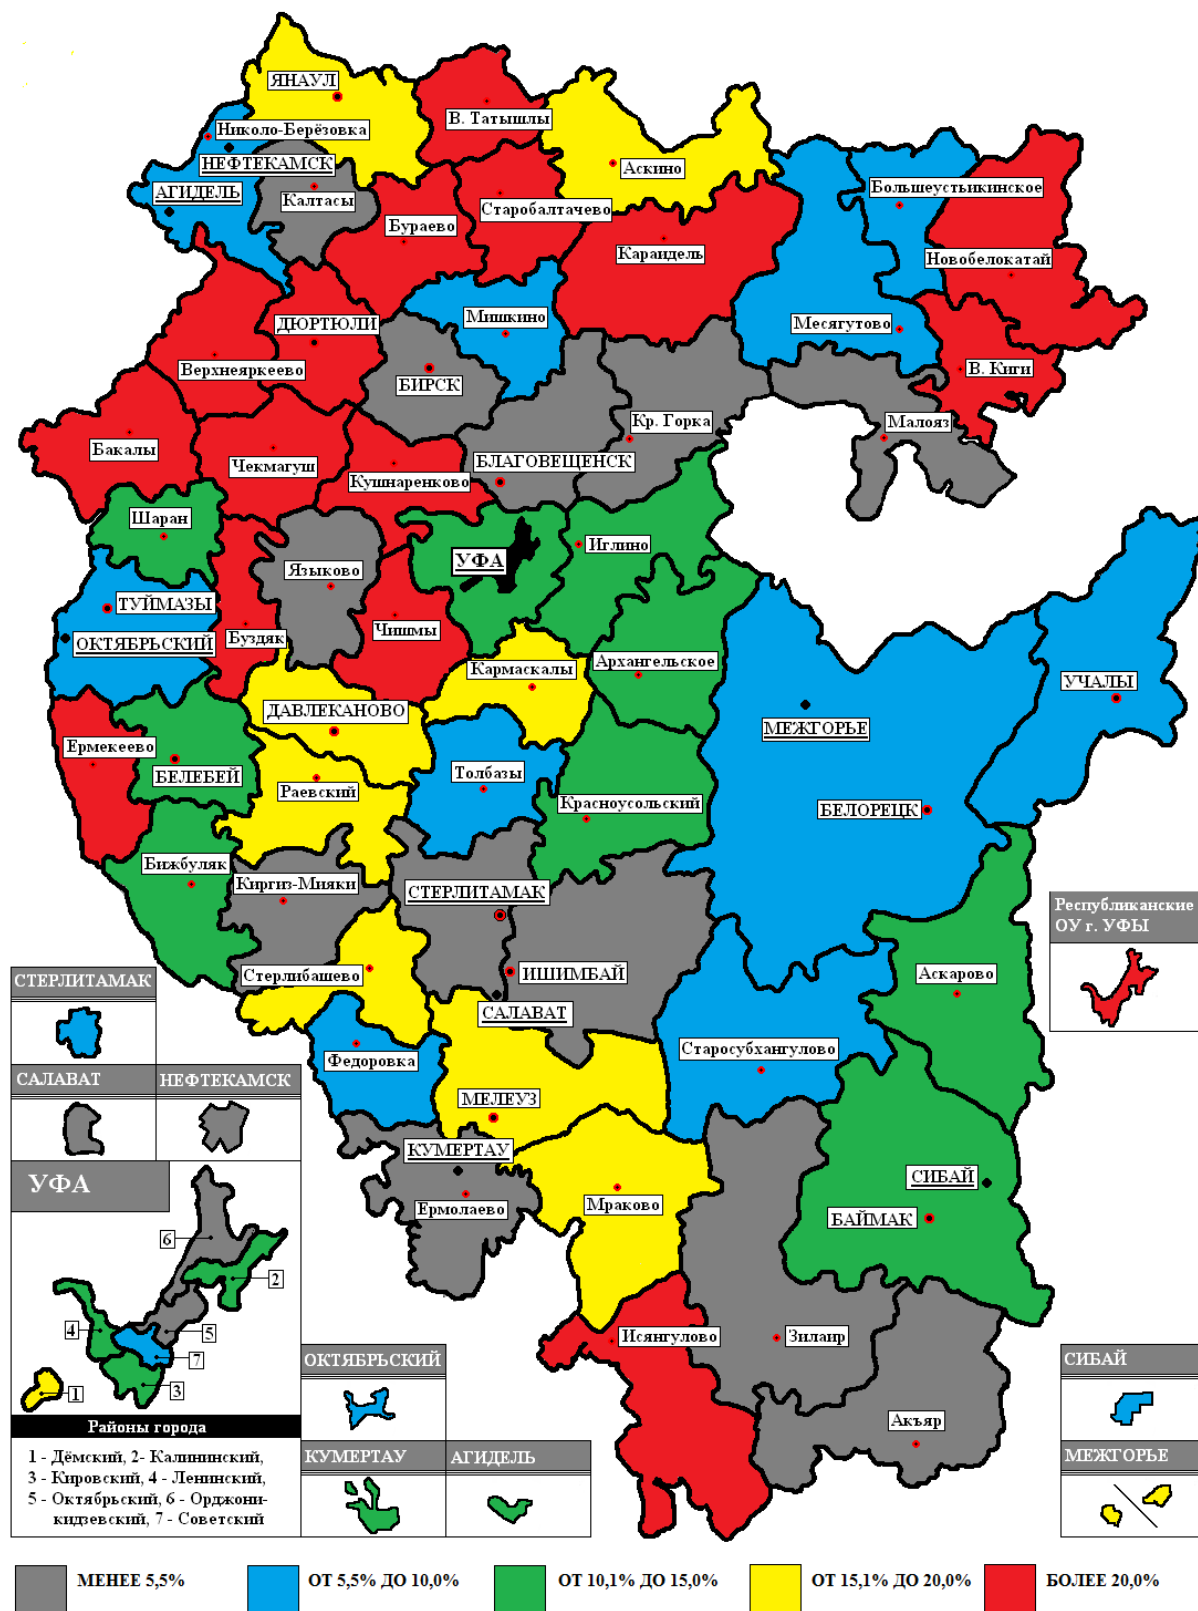 ЯНАУЛ
В. Татышлы
Николо-Берёзовка
НЕФТЕКАМСК
Аскино
АГИДЕЛЬ
Калтасы
Большеустьикинское
Старобалтачево
Бураево
Караидель
Новобелокатай
ДЮРТЮЛИ
Мишкино
Месягутово
Верхнеяркеево
БИРСК
В. Киги
Кр. Горка
Малояз
Бакалы
Чекмагуш
БЛАГОВЕЩЕНСК
Кушнаренково
Шаран
Иглино
УФА
Языково
ТУЙМАЗЫ
Буздяк
Чишмы
ОКТЯБРЬСКИЙ
Кармаскалы
Архангельское
УЧАЛЫ
ДАВЛЕКАНОВО
МЕЖГОРЬЕ
Ермекеево
БЕЛЕБЕЙ
Толбазы
Раевский
Красноусольский
БЕЛОРЕЦК
Бижбуляк
Киргиз-Мияки
СТЕРЛИТАМАК
Республиканские
ОУ г. УФЫ
Стерлибашево
ИШИМБАЙ
Аскарово
СТЕРЛИТАМАК
САЛАВАТ
Федоровка
Старосубхангулово
САЛАВАТ
НЕФТЕКАМСК
МЕЛЕУЗ
КУМЕРТАУ
СИБАЙ
УФА
Ермолаево
Мраково
БАЙМАК
6
2
4
5
7
3
1
Исянгулово
Зилаир
ОКТЯБРЬСКИЙ
СИБАЙ
Акъяр
Районы города
1 - Дёмский, 2- Калининский,
3 - Кировский, 4 - Ленинский,
5 - Октябрьский, 6 - Орджони-
кидзевский, 7 - Советский
КУМЕРТАУ
АГИДЕЛЬ
МЕЖГОРЬЕ
МЕНЕЕ 5,5%
ОТ 5,5% ДО 10,0%
ОТ 10,1% ДО 15,0%
ОТ 15,1% ДО 20,0%
БОЛЕЕ 20,0%